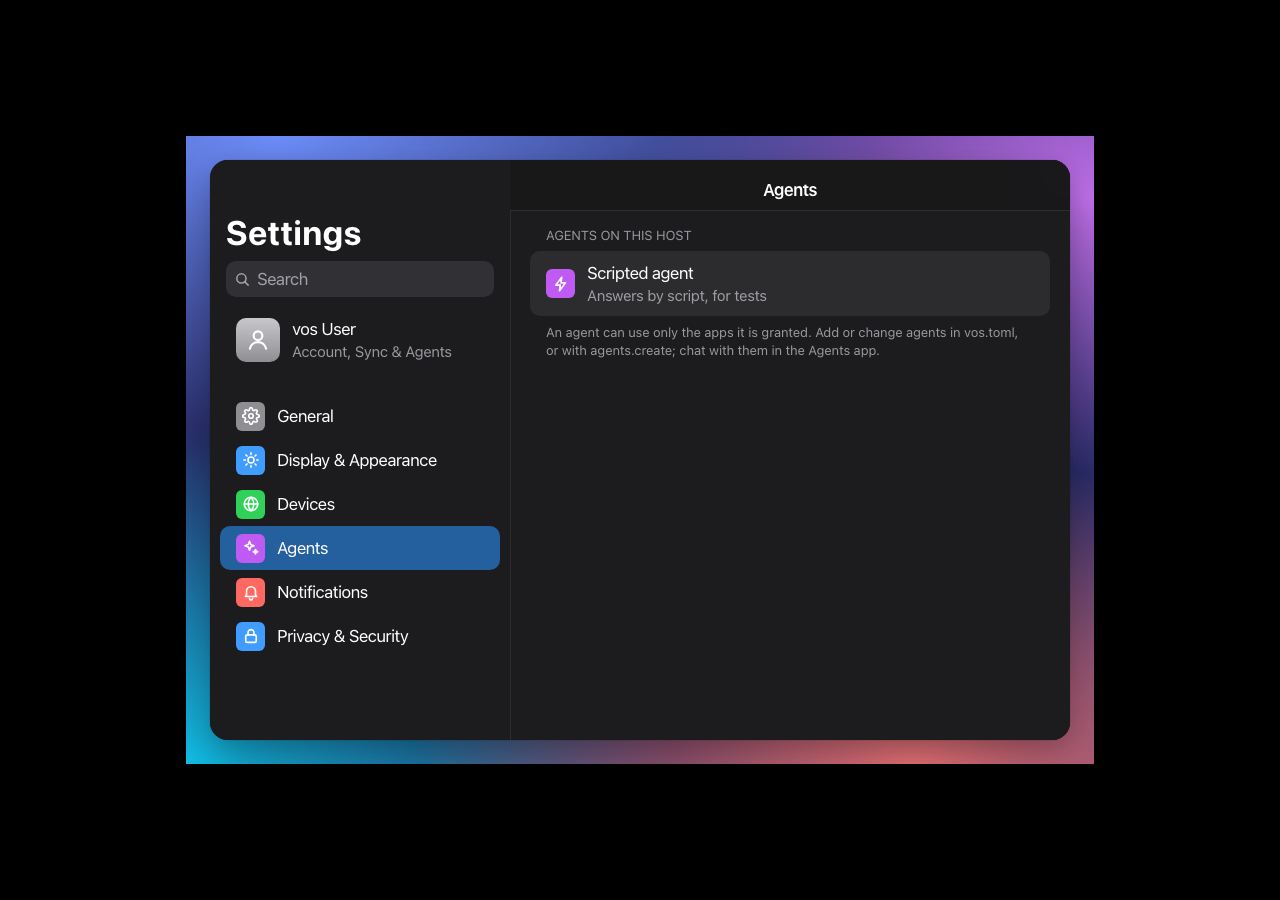 Settings
Search
vos User
Account, Sync & Agents
General
Display & Appearance
Devices
Agents
Notifications
Privacy & Security
Agents
AGENTS ON THIS HOST
Scripted agent
Answers by script, for tests
An agent can use only the apps it is granted. Add or change agents in vos.toml,
or with agents.create; chat with them in the Agents app.